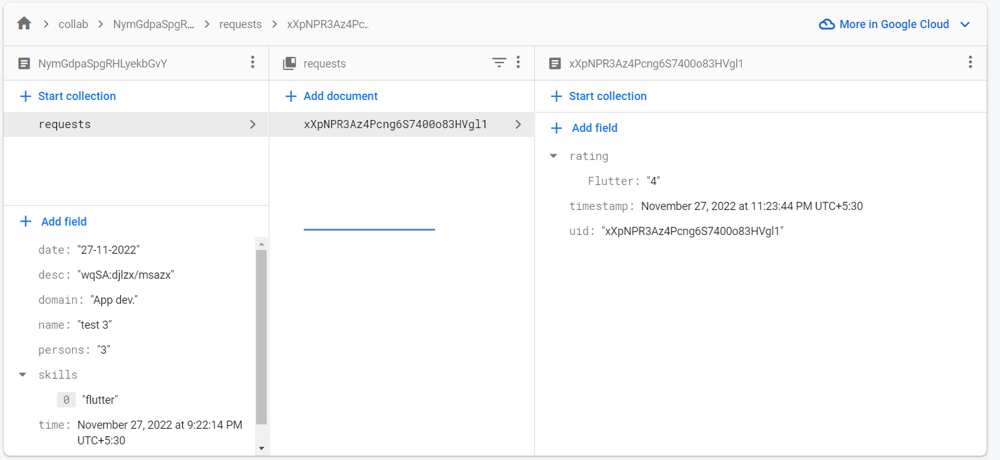 collab
NymGdpaSpgR...
requests
xXpNPR3Az4Pc..
More in Google Cloud
NymGdpaSpgRHLyekbGvY
Start collection
requests
Add field
date: "27-11-2022"
desc: "wqSA:djlzx/msazx"
domain: "App dev."
name: "test 3"
persons: "3"
skills
0 "flutter"
time: November 27, 2022 at 9:22:14 PM
UTC+5:30
requests
Add document
xXpNPR3Az4Pcng6S7400o83HVgl1
xXpNPR3Az4Pcng6S7400o83HVgl1
Start collection
Add field
rating
Flutter: "4"
timestamp: November 27, 2022 at 11:23:44 PM UTC+5:30
uid: "xXpNPR3Az4Pcng6S7400o83HVgl1"